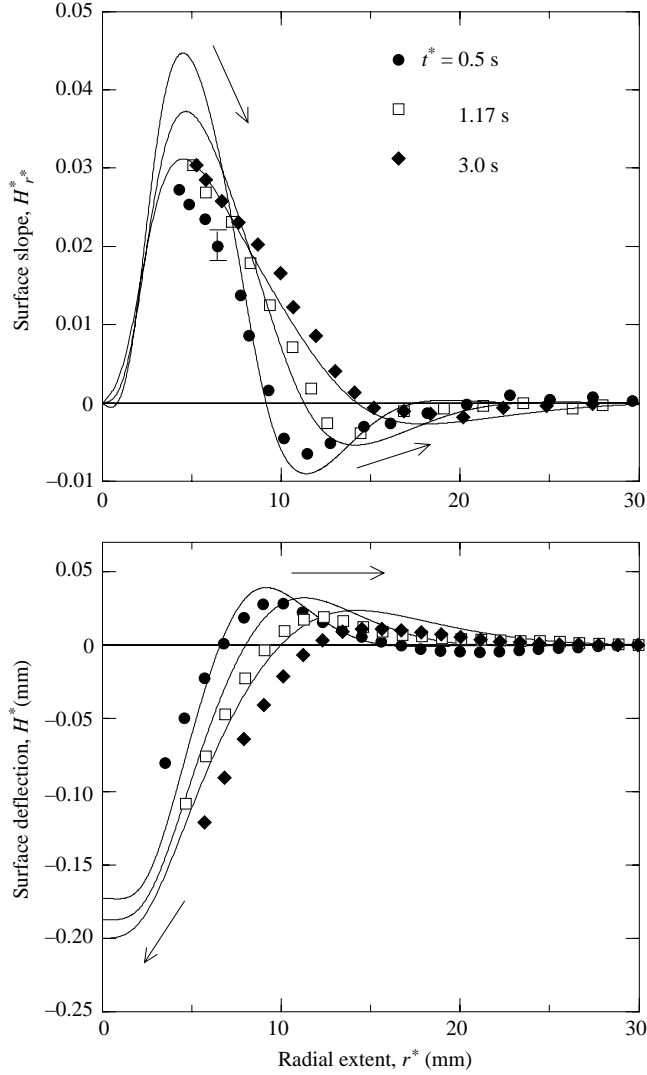 0.05
0.04
0.03
0.02
0.01
0
–0.01
Surface slope, H*r*
t* = 0.5 s
1.17 s
3.0 s
0 10 20 30
0.05
0
–0.05
–0.10
–0.15
–0.20
–0.25
Surface deflection, H* (mm)
0 10 20 30
Radial extent, r* (mm)